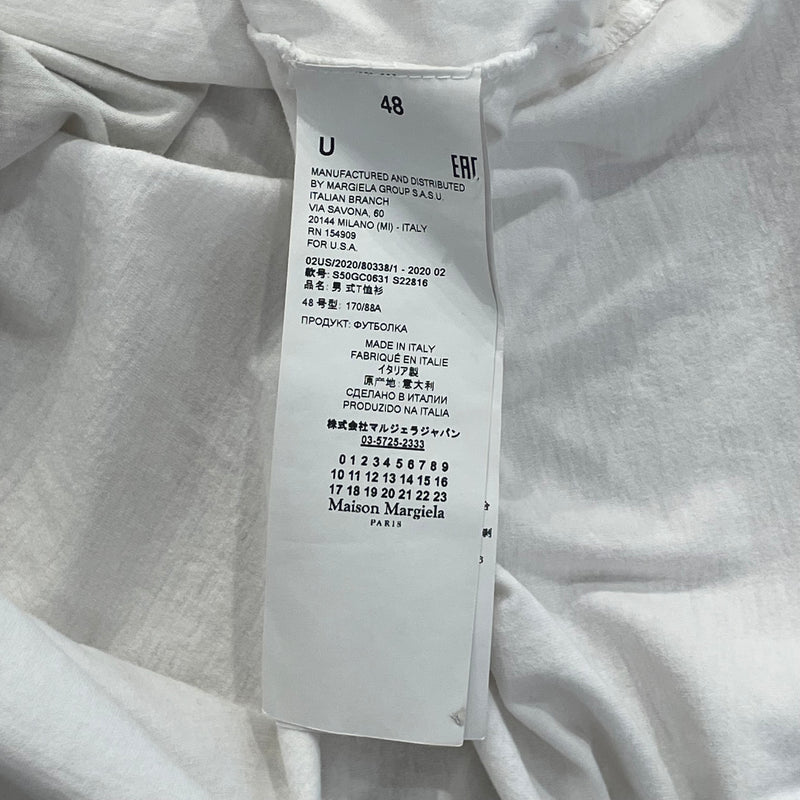 48
U
EAC
MANUFACTURED AND DISTRIBUTED
BY MARGIELA GROUP S.A.S.U.
ITALIAN BRANCH
VIA SAVONA, 60
20144 MILANO (MI) - ITALY
RN 154909
FOR U.S.A.
02US/2020/80338/1 - 2020 02
款号: S50GC0631 S22816
品名: 男式T恤衫
48 号型: 170/88A
ПРОДУКТ: ФУТБОЛКА
MADE IN ITALY
FABRIQUÉ EN ITALIE
イタリア製
原产地: 意大利
СДЕЛАНО В ИТАЛИИ
PRODUZIDO NA ITALIA
株式会社マルジェラジャパン
03-5725-2333
0 1 2 3 4 5 6 7 8 9
10 11 12 13 14 15 16
17 18 19 20 21 22 23
Maison Margiela
PARIS